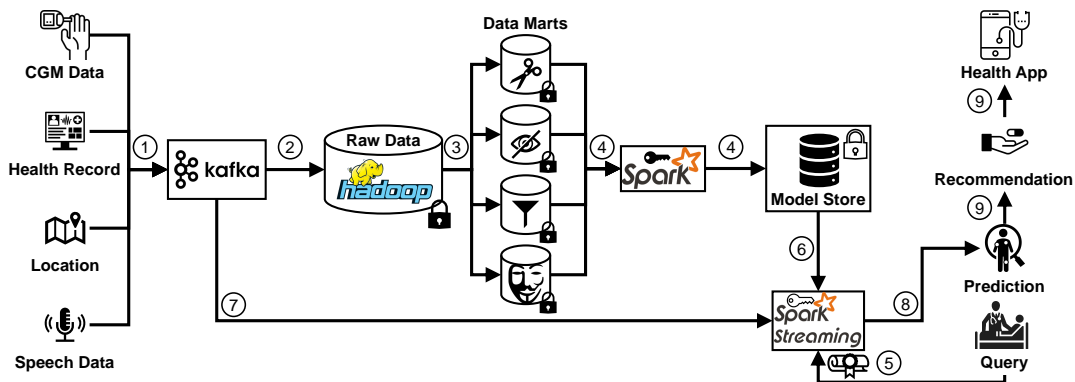 Data Marts
CGM Data
Health App
9
Health Record
1
kafka
2
Raw Data
hadoop
3
4
Spark
4
Model Store
Recommendation
9
Location
6
7
Spark
Streaming
8
Prediction
Speech Data
5
Query